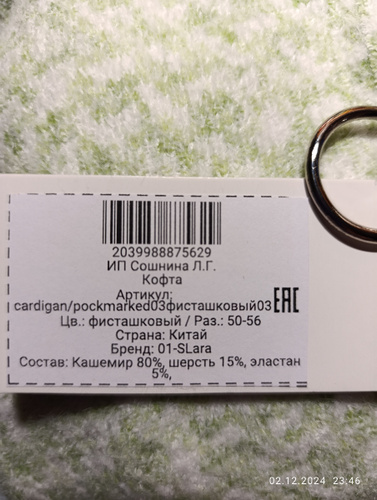 2039988875629
ИП Сошнина Л.Г.
Кофта
Артикул:
cardigan/pockmarked03фисташковый03
EAC
Цв.: фисташковый / Раз.: 50-56
Страна: Китай
Бренд: 01-SLara
Состав: Кашемир 80%, шерсть 15%, эластан
5%,
02.12.2024 23:46